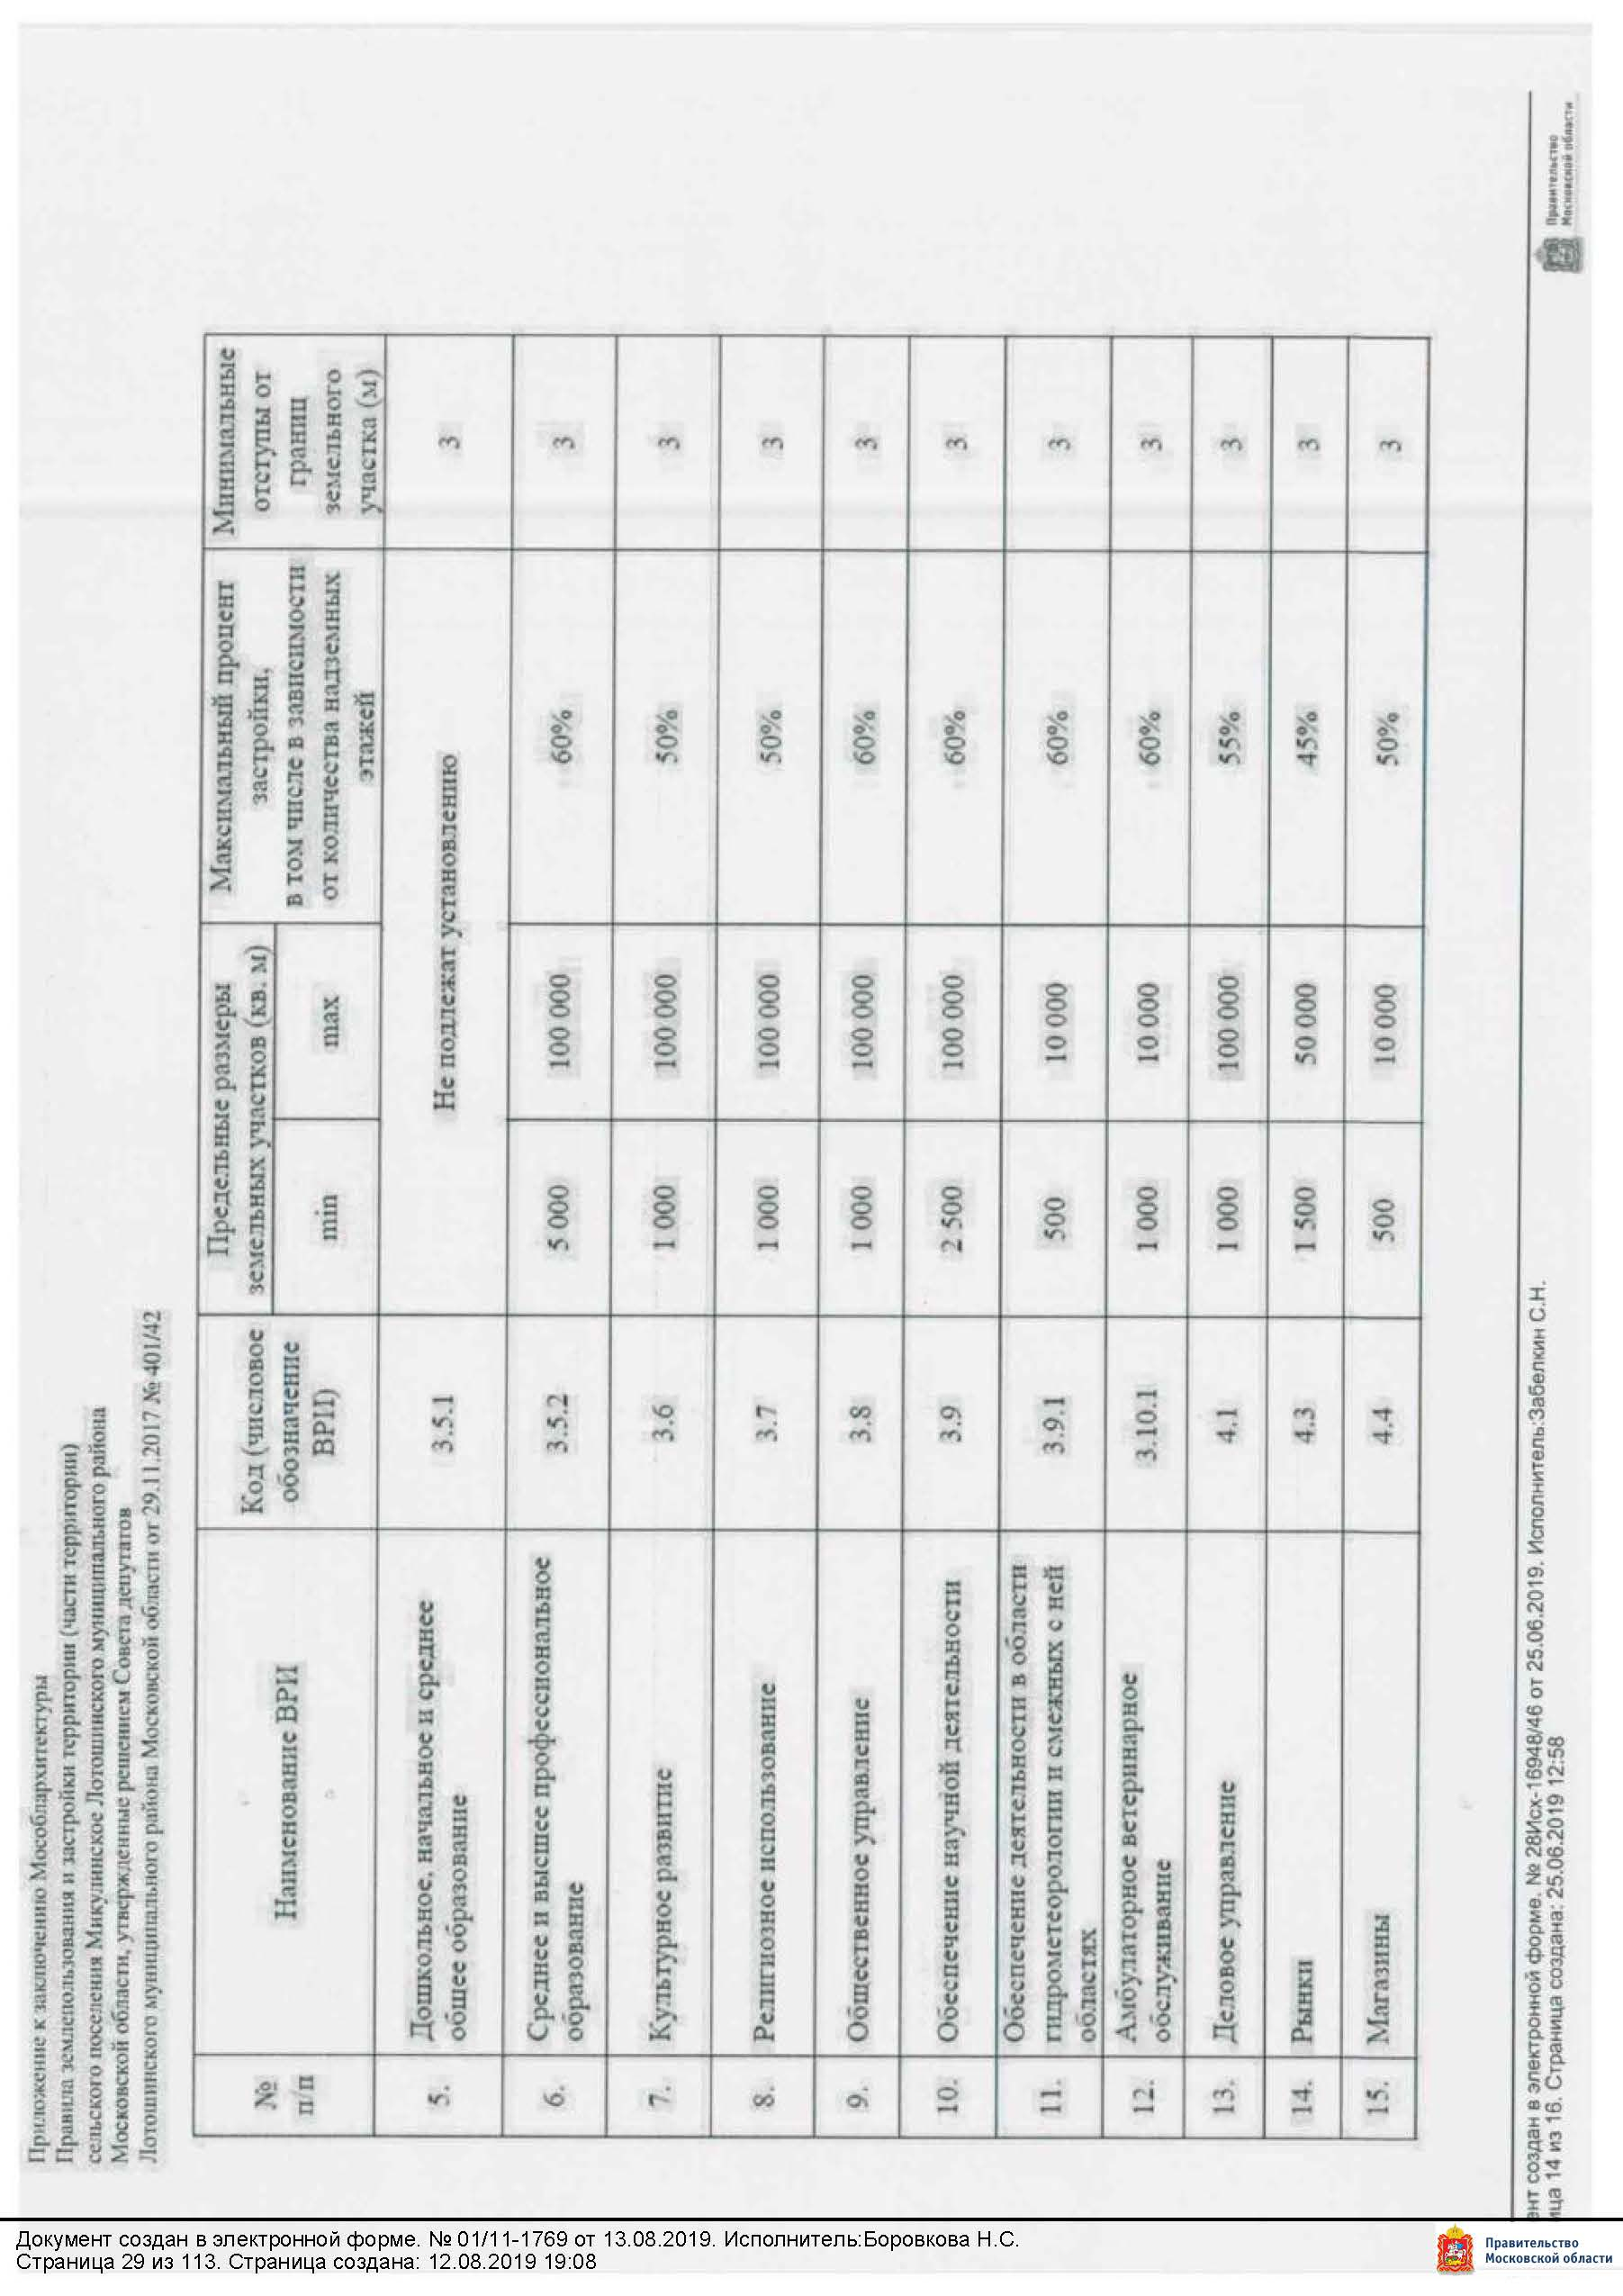 Приложение к заключению Мособлархитектуры
Правила землепользования и застройки территории (части территории)
сельского поселения Микулинское Лотошинского муниципального района
Московской области, утвержденные решением Совета депутатов
Лотошинского муниципального района Московской области от 29.11.2017 № 401/42
№ п/п
Наименование ВРИ
Код (числовое обозначение ВРИ)
Предельные размеры земельных участков (кв. м)
min
max
Максимальный процент застройки, в том числе в зависимости от количества надземных этажей
Минимальные отступы от границ земельного участка (м)
5. Дошкольное, начальное и среднее общее образование 3.5.1 Не подлежат установлению 3
6. Среднее и высшее профессиональное образование 3.5.2 5 000 100 000 60% 3
7. Культурное развитие 3.6 1 000 100 000 50% 3
8. Религиозное использование 3.7 1 000 100 000 50% 3
9. Общественное управление 3.8 1 000 100 000 60% 3
10. Обеспечение научной деятельности 3.9 2 500 100 000 60% 3
11. Обеспечение деятельности в области гидрометеорологии и смежных с ней областях 3.9.1 500 10 000 60% 3
12. Амбулаторное ветеринарное обслуживание 3.10.1 1 000 10 000 60% 3
13. Деловое управление 4.1 1 000 100 000 55% 3
14. Рынки 4.3 1 500 50 000 45% 3
15. Магазины 4.4 500 10 000 50% 3
ент создан в электронной форме. № 28Исх-16948/46 от 25.06.2019. Исполнитель:Забелкин С.Н.
ица 14 из 16. Страница создана: 25.06.2019 12:58
Правительство
Московской области
Документ создан в электронной форме. № 01/11-1769 от 13.08.2019. Исполнитель:Боровкова Н.С.
Страница 29 из 113. Страница создана: 12.08.2019 19:08
Правительство
Московской области